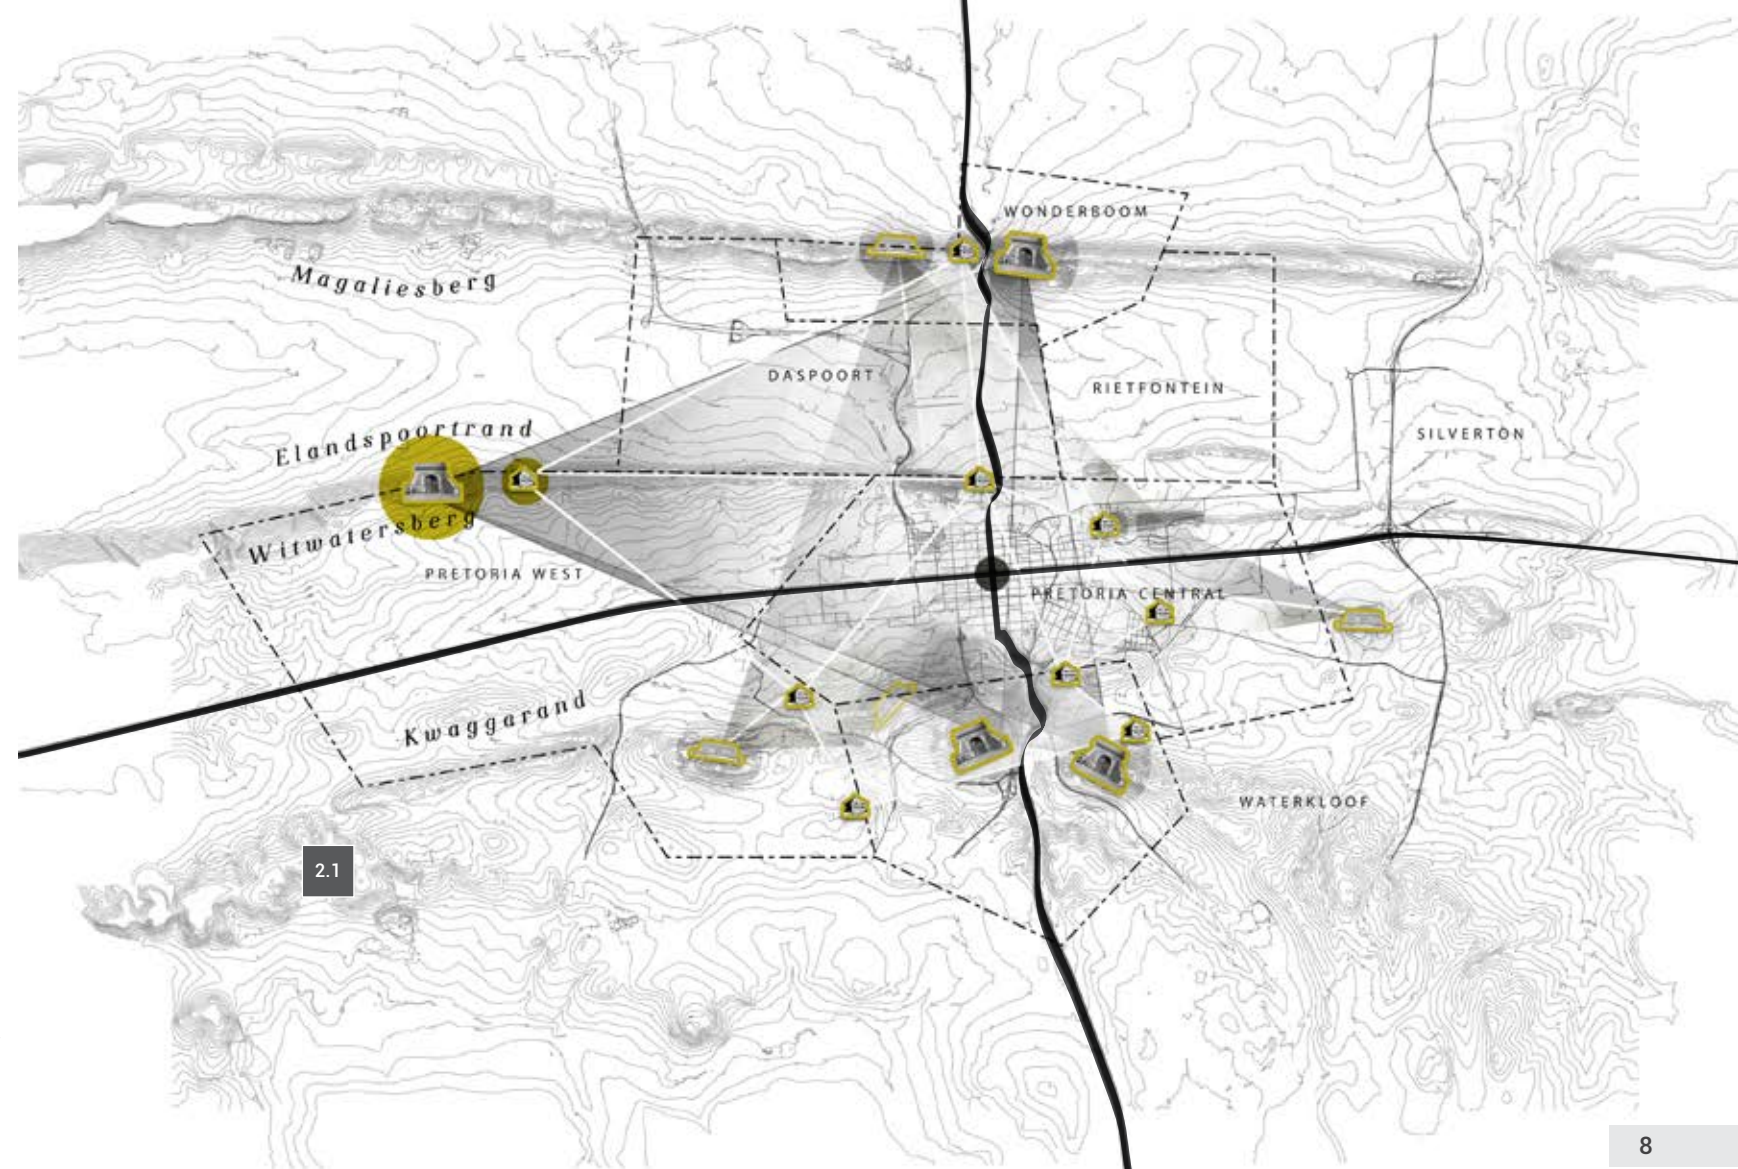 WONDERBOOM
Magaliesberg
DASPOORT
RIETFONTEIN
Elandspoortrand
SILVERTON
Witwatersberg
PRETORIA WEST
PRETORIA CENTRAL
Kwaggarand
WATERKLOOF
2.1
8